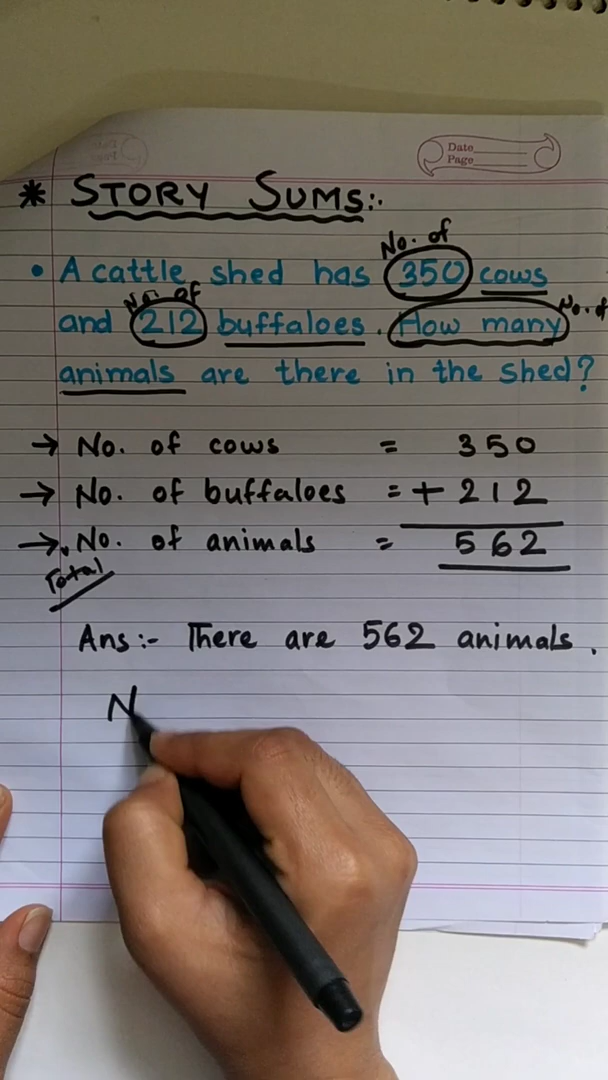 Date
Page
* STORY SUMS:-
No. of
• A cattle shed has 350 cows
No. of
and 212 buffaloes. How many No. of
animals are there in the shed?
→ No. of cows = 350
→ No. of buffaloes = + 212
→ No. of animals = 562
Total
Ans:- There are 562 animals.
N